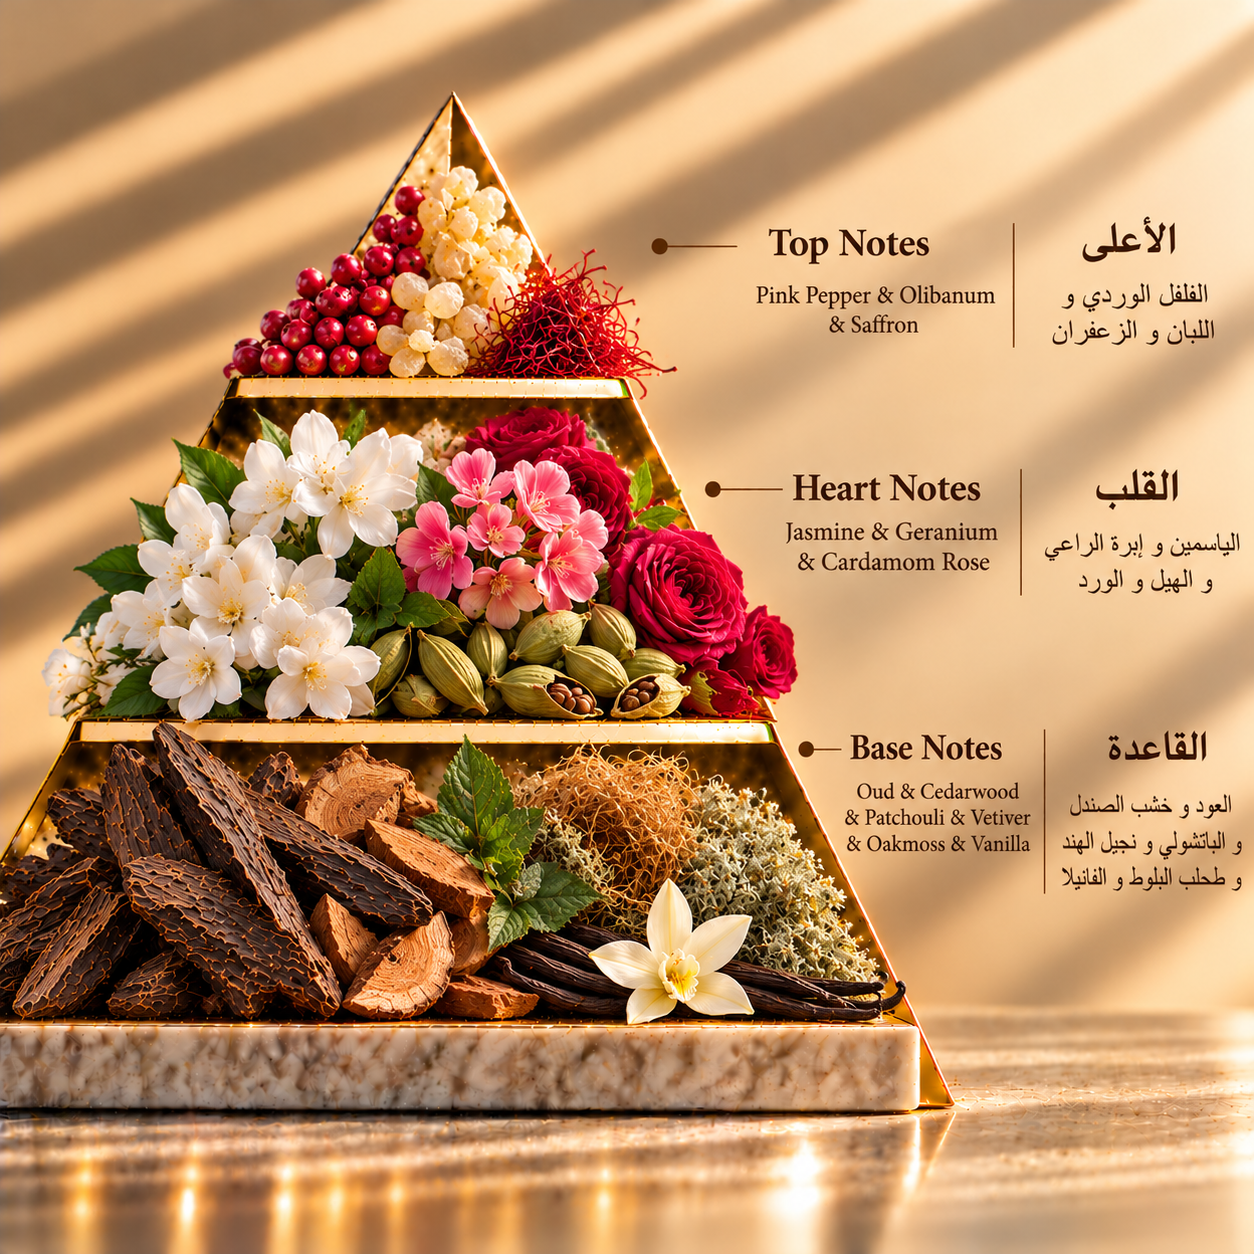 Top Notes
Pink Pepper & Olibanum
& Saffron
الأعلى
الفلفل الوردي و
اللبان و الزعفران
Heart Notes
Jasmine & Geranium
& Cardamom Rose
القلب
الياسمين و إبرة الراعي
و الهيل و الورد
Base Notes
Oud & Cedarwood
& Patchouli & Vetiver
& Oakmoss & Vanilla
القاعدة
العود و خشب الصندل
و الباتشولي و نجيل الهند
و طحلب البلوط و الفانيلا